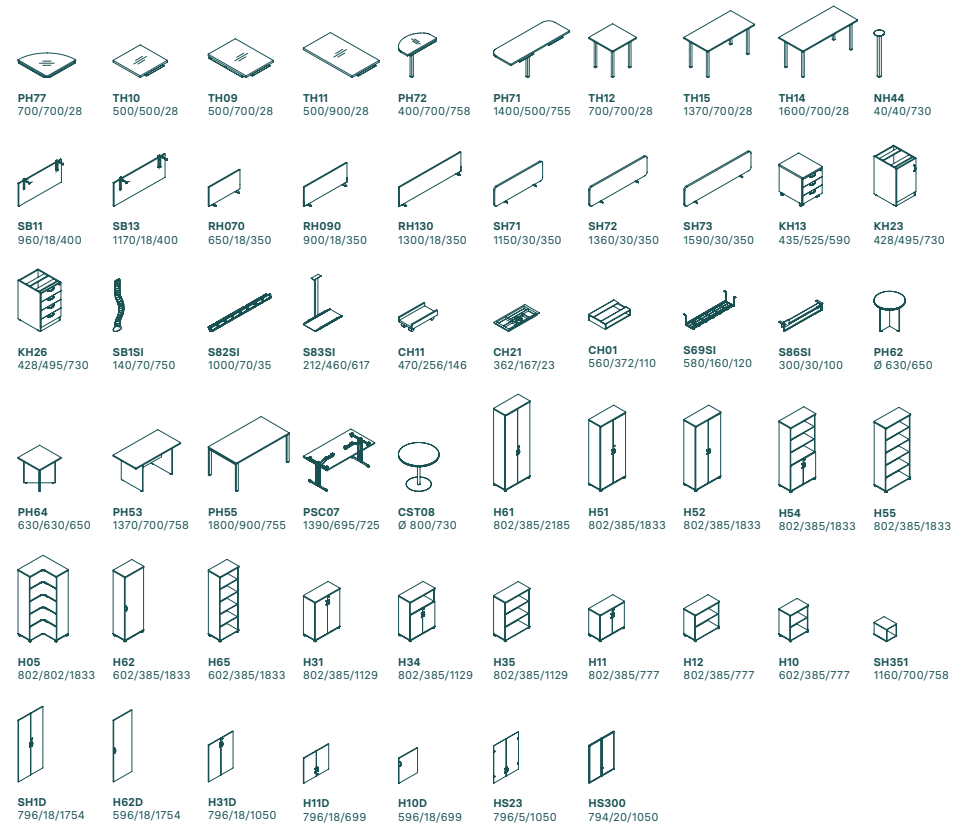 PH77 TH10 TH09 TH11 PH72 PH71 TH12 TH15 TH14 NH44
700/700/28 500/500/28 500/700/28 500/900/28 400/700/758 1400/500/755 700/700/28 1370/700/28 1600/700/28 40/40/730
SB11 SB13 RH070 RH090 RH130 SH71 SH72 SH73 KH13 KH23
960/18/400 1170/18/400 650/18/350 900/18/350 1300/18/350 1150/30/350 1360/30/350 1590/30/350 435/525/590 428/495/730
KH26 SB1SI S82SI S83SI CH11 CH21 CH01 S69SI S86SI PH62
428/495/730 140/70/750 1000/70/35 212/460/617 470/256/146 362/167/23 560/372/110 580/160/120 300/30/100 Ø 630/650
PH64 PH53 PH55 PSC07 CST08 H61 H51 H52 H54 H55
630/630/650 1370/700/758 1800/900/755 1390/695/725 Ø 800/730 802/385/2185 802/385/1833 802/385/1833 802/385/1833 802/385/1833
H05 H62 H65 H31 H34 H35 H11 H12 H10 SH351
802/802/1833 602/385/1833 602/385/1833 802/385/1129 802/385/1129 802/385/1129 802/385/777 802/385/777 602/385/777 1160/700/758
SH1D H62D H31D H11D H10D HS23 HS300
796/18/1754 596/18/1754 796/18/1050 796/18/699 596/18/699 796/5/1050 794/20/1050